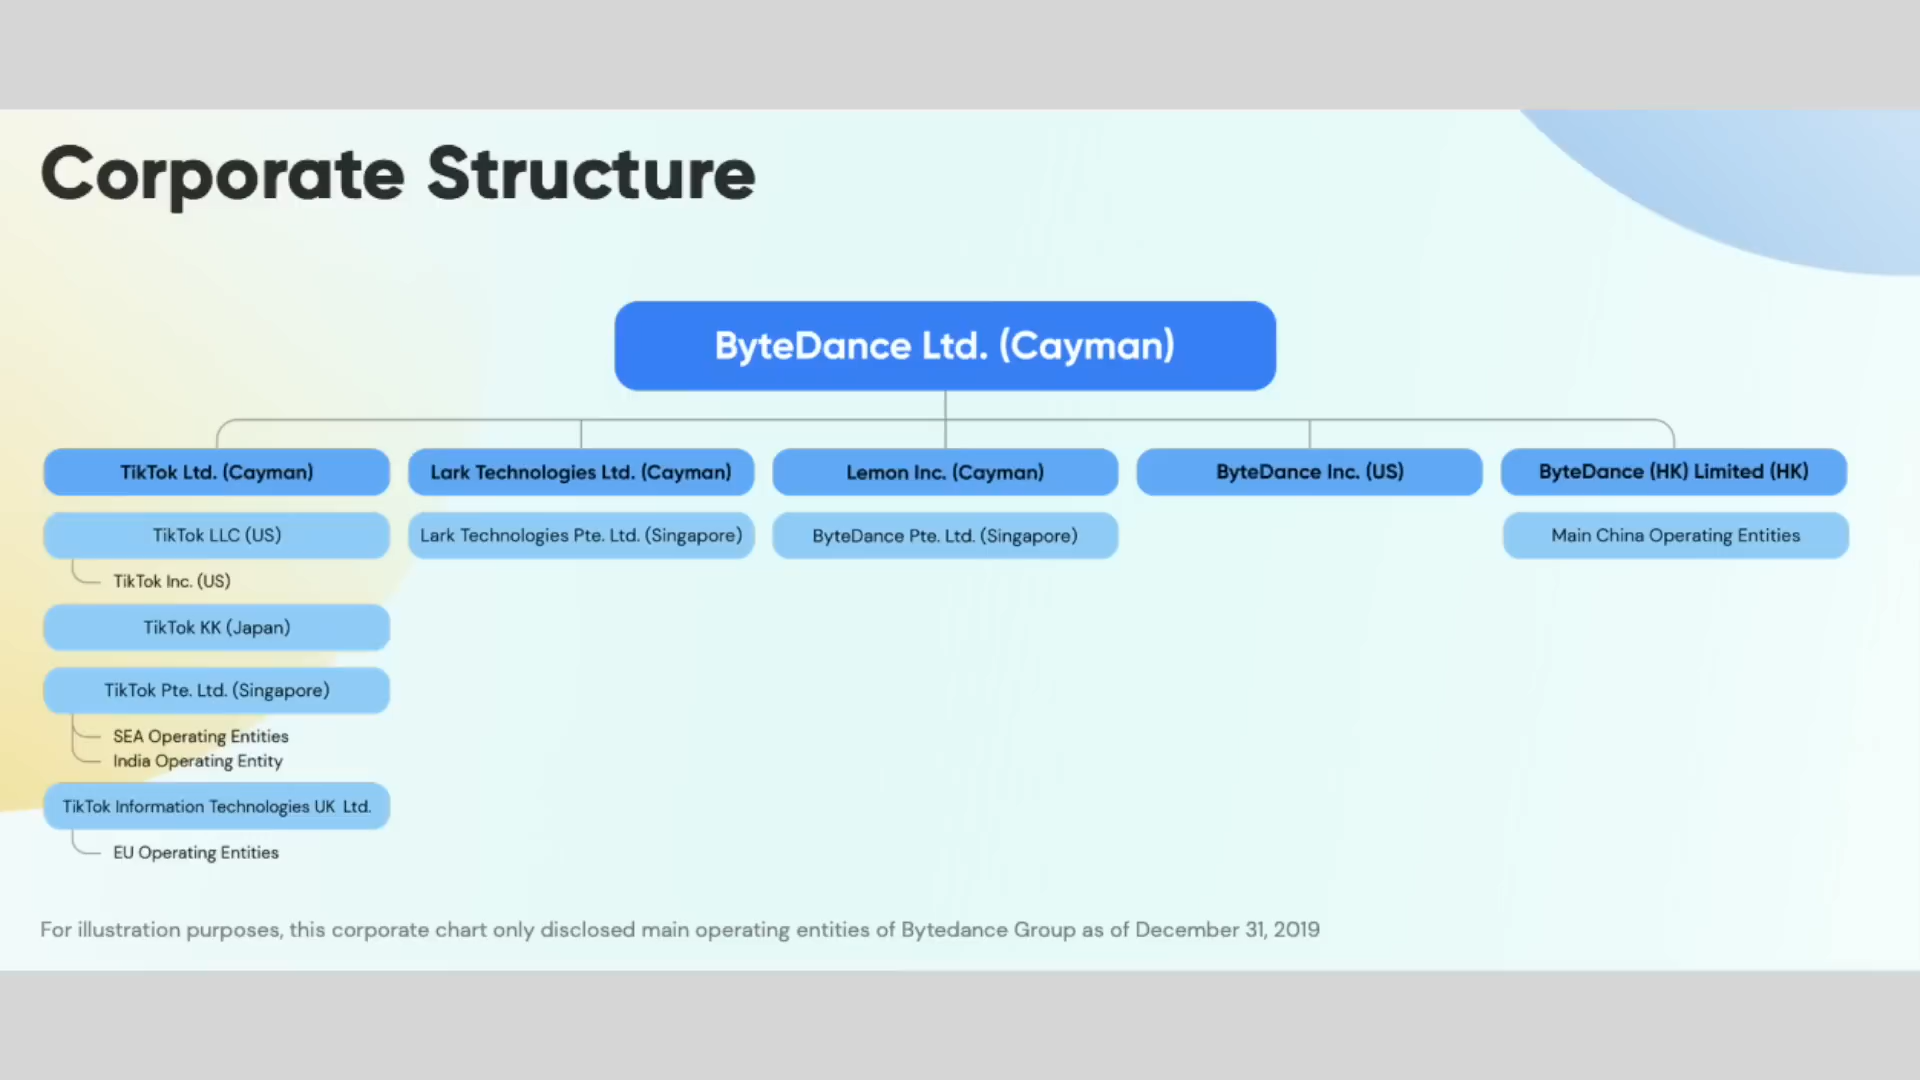 Corporate Structure
ByteDance Ltd. (Cayman)
TikTok Ltd. (Cayman)
Lark Technologies Ltd. (Cayman)
Lemon Inc. (Cayman)
ByteDance Inc. (US)
ByteDance (HK) Limited (HK)
TikTok LLC (US)
Lark Technologies Pte. Ltd. (Singapore)
ByteDance Pte. Ltd. (Singapore)
Main China Operating Entities
TikTok Inc. (US)
TikTok KK (Japan)
TikTok Pte. Ltd. (Singapore)
SEA Operating Entities
India Operating Entity
TikTok Information Technologies UK Ltd.
EU Operating Entities
For illustration purposes, this corporate chart only disclosed main operating entities of Bytedance Group as of December 31, 2019